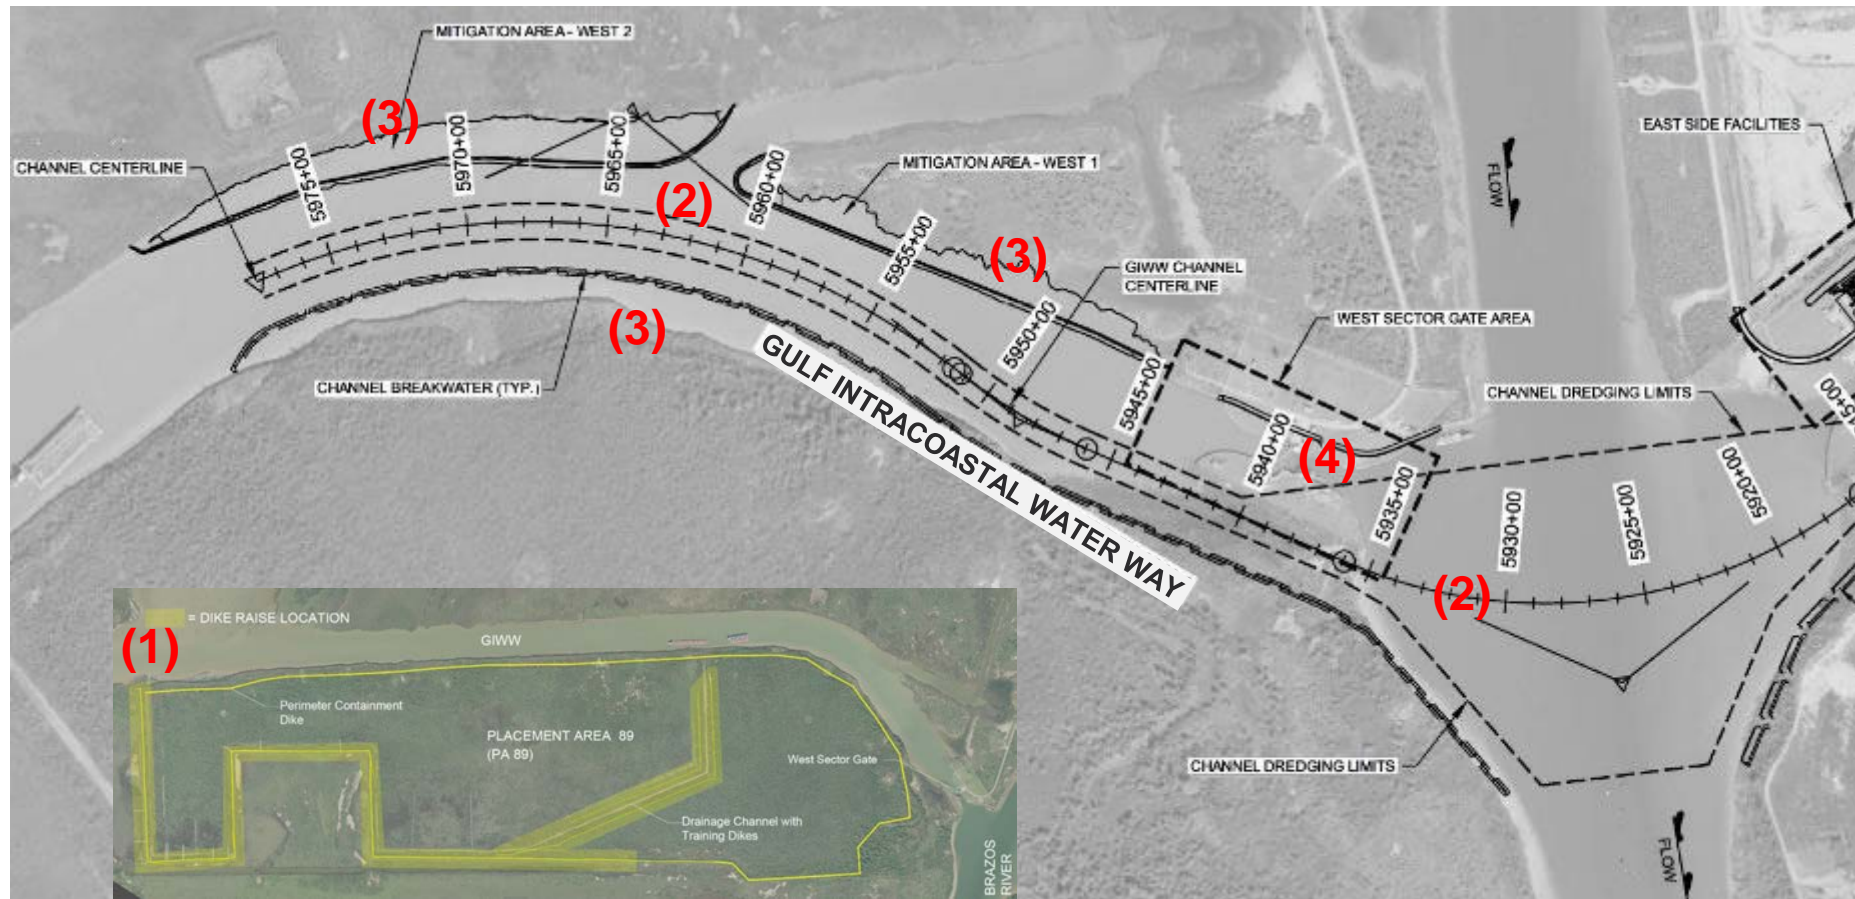 MITIGATION AREA - WEST 2
(3)
CHANNEL CENTERLINE
5975+00
5970+00
5965+00
5960+00
MITIGATION AREA - WEST 1
EAST SIDE FACILITIES
FLOW
(2)
5955+00
(3)
GIWW CHANNEL
CENTERLINE
(3)
5950+00
WEST SECTOR GATE AREA
CHANNEL BREAKWATER (TYP.)
GULF INTRACOASTAL WATER WAY
5945+00
CHANNEL DREDGING LIMITS
5940+00
(4)
5935+00
5930+00
5925+00
5920+00
(2)
CHANNEL DREDGING LIMITS
FLOW
= DIKE RAISE LOCATION
(1)
GIWW
Perimeter Containment
Dike
PLACEMENT AREA 89
(PA 89)
West Sector Gate
Drainage Channel with
Training Dikes
BRAZOS
RIVER